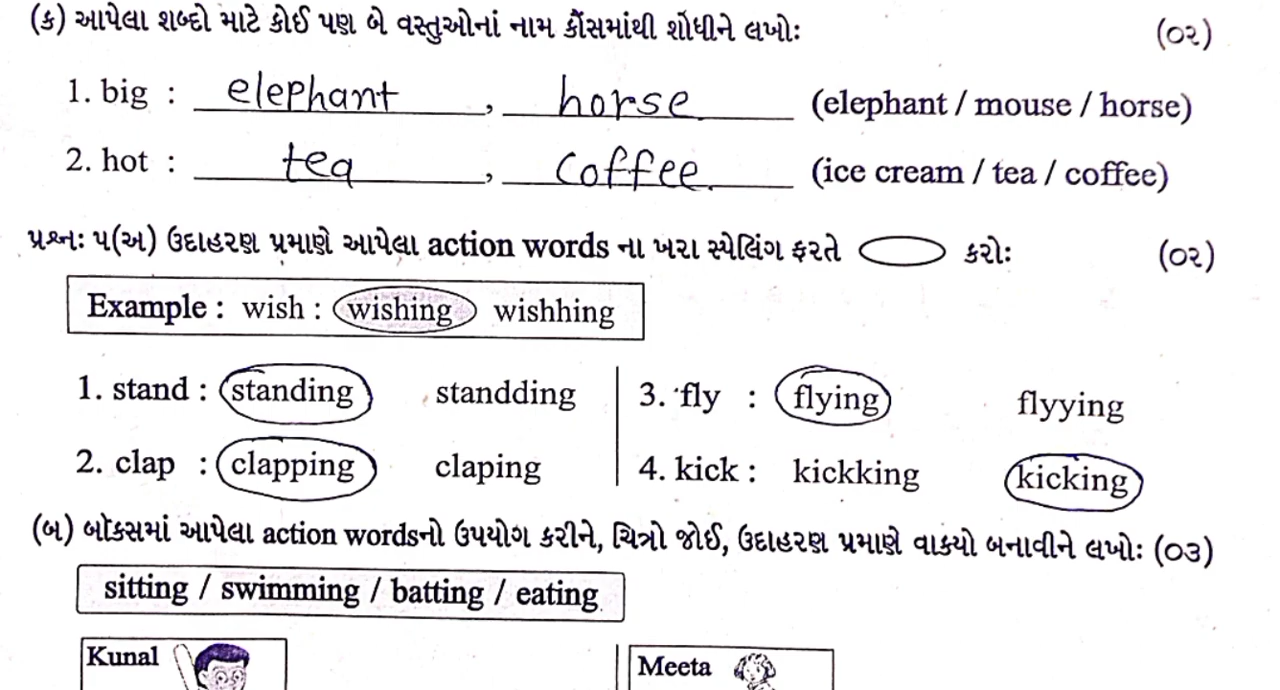 (ક) આપેલા શબ્દો માટે કોઈ પણ બે વસ્તુઓનાં નામ કૌંસમાંથી શોધીને લખોઃ (૦૨)
1. big : elephant , horse (elephant / mouse / horse)
2. hot : tea , coffee. (ice cream / tea / coffee)
પ્રશ્નઃ ૫(અ) ઉદાહરણ પ્રમાણે આપેલા action words ના ખરા સ્પેલિંગ ફરતે કરોઃ (૦૨)
Example : wish : wishing wishhing
1. stand : standing standding 3. fly : flying flyying
2. clap : clapping claping 4. kick : kickking kicking
(બ) બૉક્સમાં આપેલા action wordsનો ઉપયોગ કરીને, ચિત્રો જોઈ, ઉદાહરણ પ્રમાણે વાક્યો બનાવીને લખોઃ (૦૩)
sitting / swimming / batting / eating
Kunal Meeta